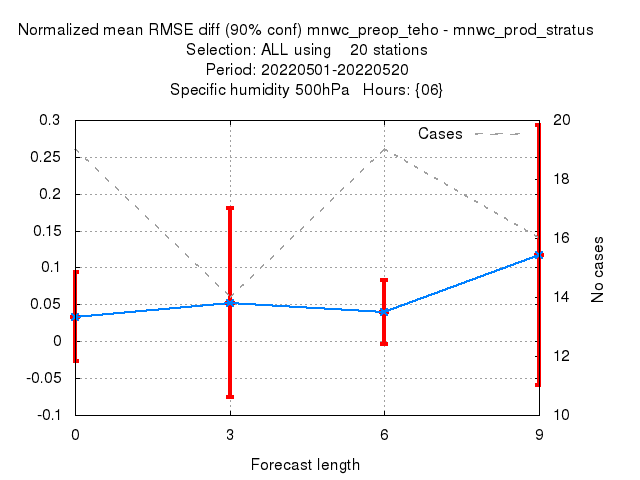 Normalized mean RMSE diff (90% conf) mnwc_preop_teho - mnwc_prod_stratus
Selection: ALL using    20 stations
Period: 20220501-20220520
Specific humidity 500hPa   Hours: {06}
Cases
0.3
0.25
0.2
0.15
0.1
0.05
0
-0.05
-0.1
20
18
16
14
12
10
No cases
0
3
6
9
Forecast length